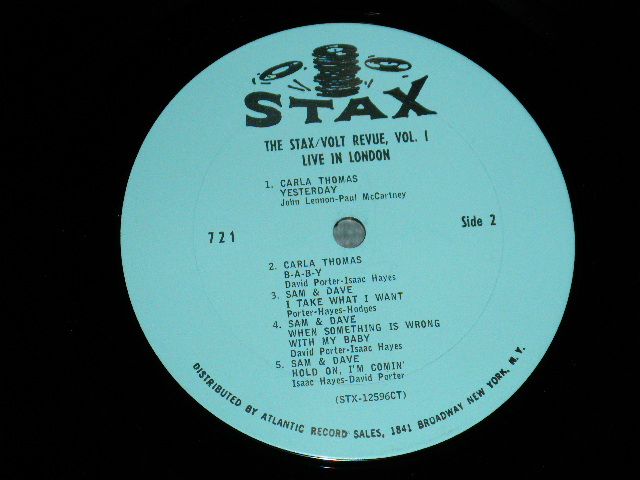 STAX
THE STAX/VOLT REVUE, VOL. I
LIVE IN LONDON
1. CARLA THOMAS
YESTERDAY
John Lennon-Paul McCartney
721
Side 2
2. CARLA THOMAS
B-A-B-Y
David Porter-Isaac Hayes
3. SAM & DAVE
I TAKE WHAT I WANT
Porter-Hayes-Hodges
4. SAM & DAVE
WHEN SOMETHING IS WRONG
WITH MY BABY
David Porter-Isaac Hayes
5. SAM & DAVE
HOLD ON, I'M COMIN'
Isaac Hayes-David Porter
(STX-12596CT)
DISTRIBUTED BY ATLANTIC RECORD SALES, 1841 BROADWAY NEW YORK, N.Y.